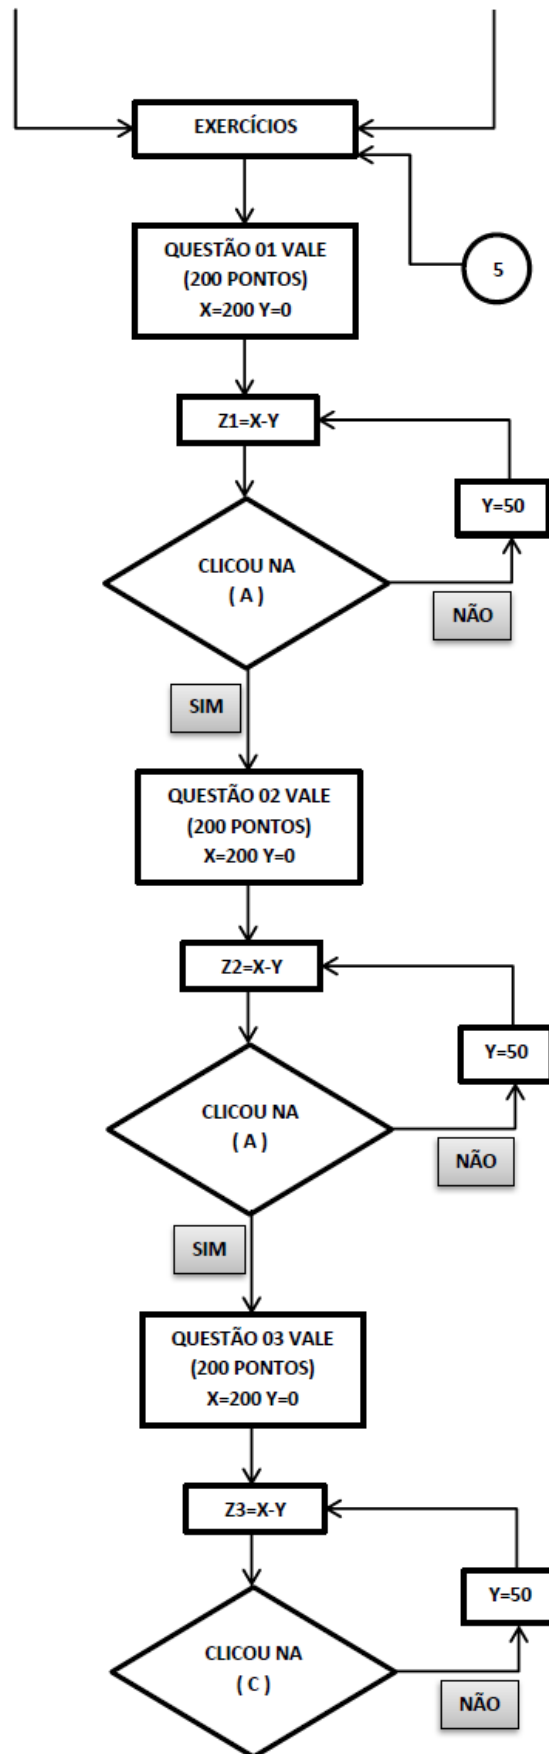 EXERCÍCIOS
QUESTÃO 01 VALE
(200 PONTOS)
X=200 Y=0
5
Z1=X-Y
Y=50
CLICOU NA
( A )
NÃO
SIM
QUESTÃO 02 VALE
(200 PONTOS)
X=200 Y=0
Z2=X-Y
Y=50
CLICOU NA
( A )
NÃO
SIM
QUESTÃO 03 VALE
(200 PONTOS)
X=200 Y=0
Z3=X-Y
Y=50
CLICOU NA
( C )
NÃO